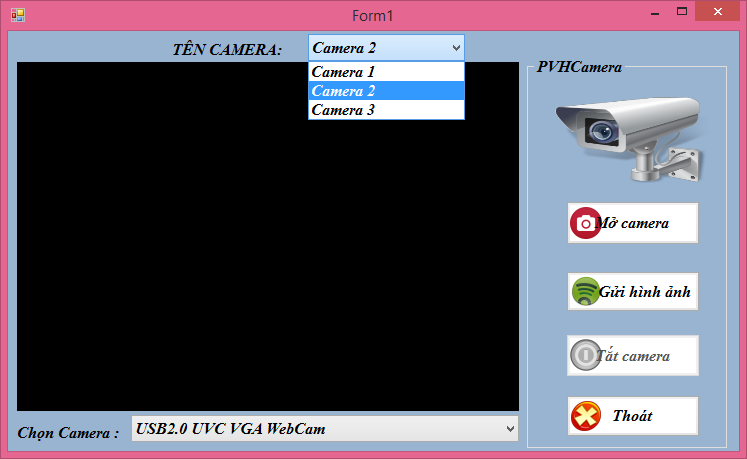 Form1
TÊN CAMERA:
Camera 2
Camera 1
Camera 2
Camera 3
PVHCamera
Mở camera
Gửi hình ảnh
Tắt camera
Thoát
Chọn Camera :
USB2.0 UVC VGA WebCam